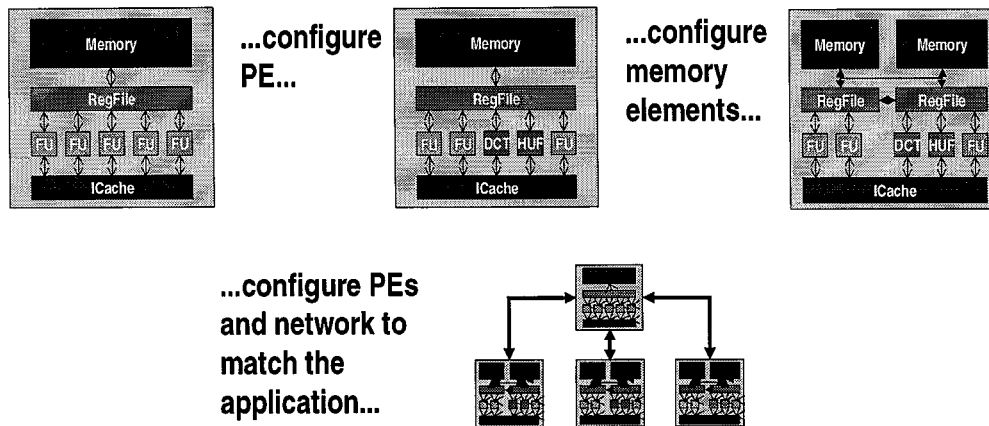 Memory
RegFile
FU FU FU FU FU
ICache
...configure
PE...
Memory
RegFile
FU FU DCT HUF FU
ICache
...configure
memory
elements...
Memory Memory
RegFile RegFile
FU FU DCT HUF FU
ICache
...configure PEs
and network to
match the
application...